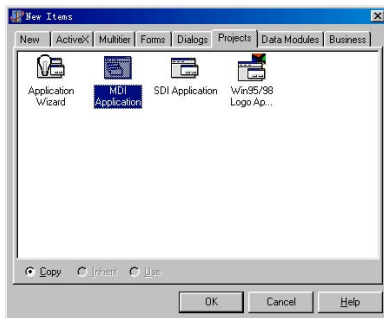 New Items
New ActiveX Multitier Forms Dialogs Projects Data Modules Business
Application Wizard
MDI Application
SDI Application
Win95/98 Logo Ap...
Copy Inherit Use
OK Cancel Help